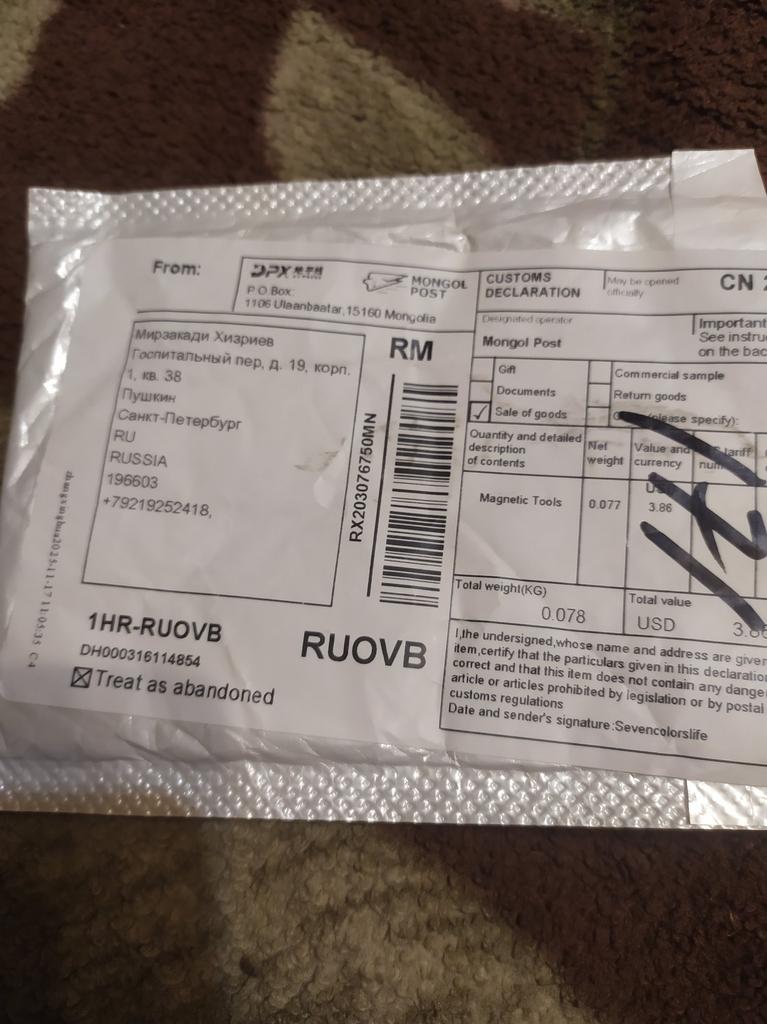 From:
DPX
P.O.Box:
1106 Ulaanbaatar,15160 Mongolia
MONGOL
POST
Мирзакади Хизриев
Госпитальный пер, д. 19, корп.
1, кв. 38
Пушкин
Санкт-Петербург
RU
RUSSIA
196603
+79219252418,
RM
RX203076750MN
1HR-RUOVB
DH000316114854
Treat as abandoned
RUOVB
CUSTOMS
DECLARATION
May be opened
officially
CN
Designated operator
Mongol Post
Important
See instru
on the bac
Gift
Documents
Sale of goods
Commercial sample
Return goods
(please specify):
Quantity and detailed
description
of contents
Net
weight
Value and
currency
tariff
num
Magnetic Tools
0.077
3.86
Total weight(KG)
0.078
Total value
USD
I,the undersigned,whose name and address are given
item,certify that the particulars given in this declaration
correct and that this item does not contain any dange
article or articles prohibited by legislation or by postal
customs regulations
Date and sender's signature:Sevencolorslife